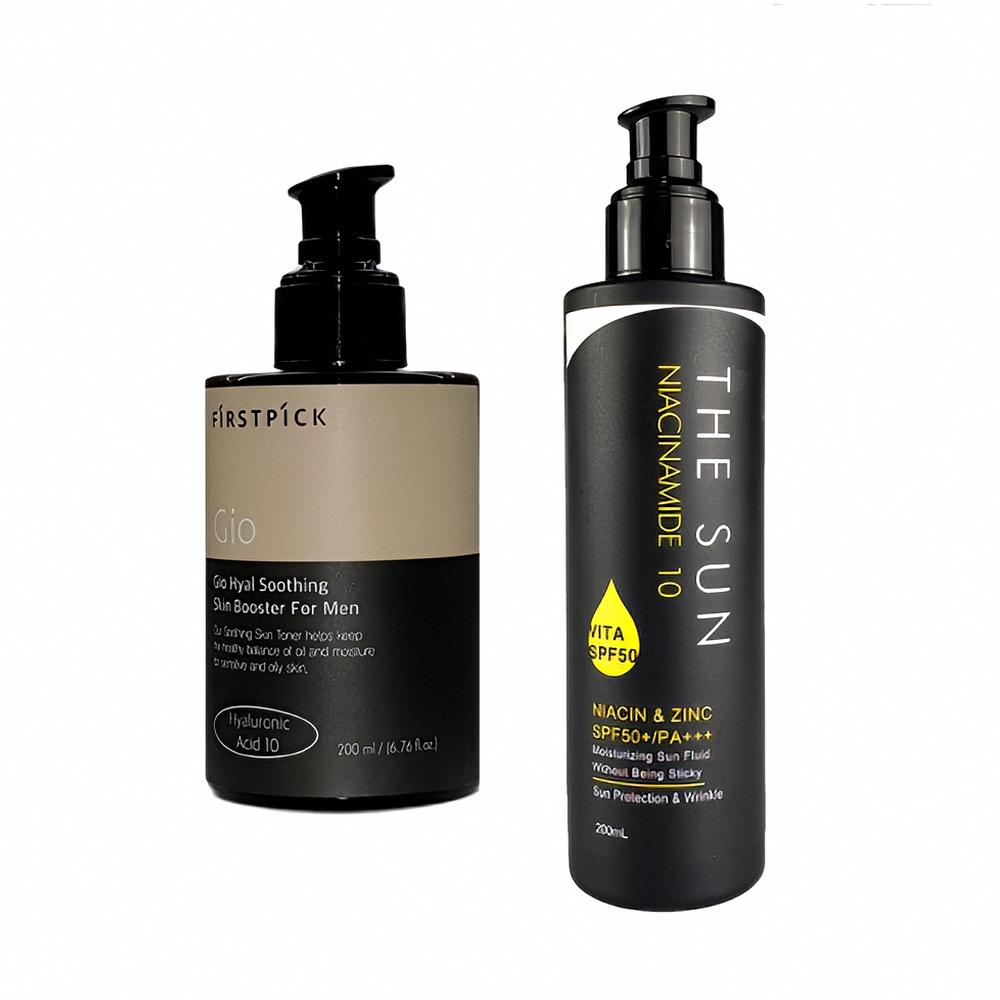 FIRSTPICK
Gio
Gio Hyal Soothing
Skin Booster For Men
Our Soothing Skin Toner helps keep
the healthy balance of oil and moisture
to sensitive and oily skin.
Hyaluronic
Acid 10
200 ml / (6.76 fl.oz.)
THE SUN
NIACINAMIDE 10
VITA
SPF50
NIACIN & ZINC
SPF50+/PA+++
Moisturizing Sun Fluid
Without Being Sticky
Sun Protection & Wrinkle
200mL